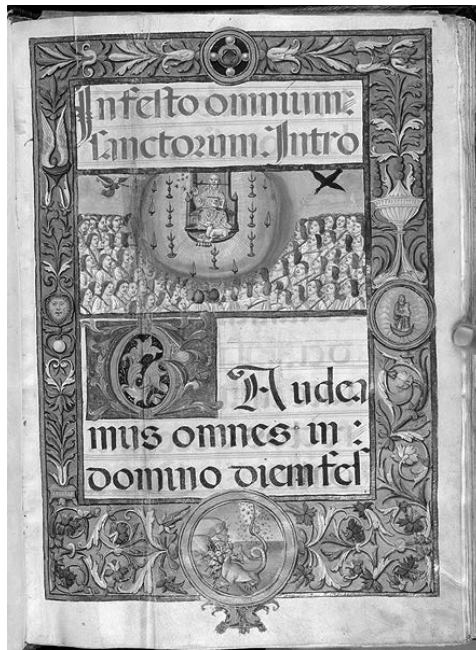 In festo omnium:
sanctorum: Intro
GAudea
mus omnes in:
domino diem fes